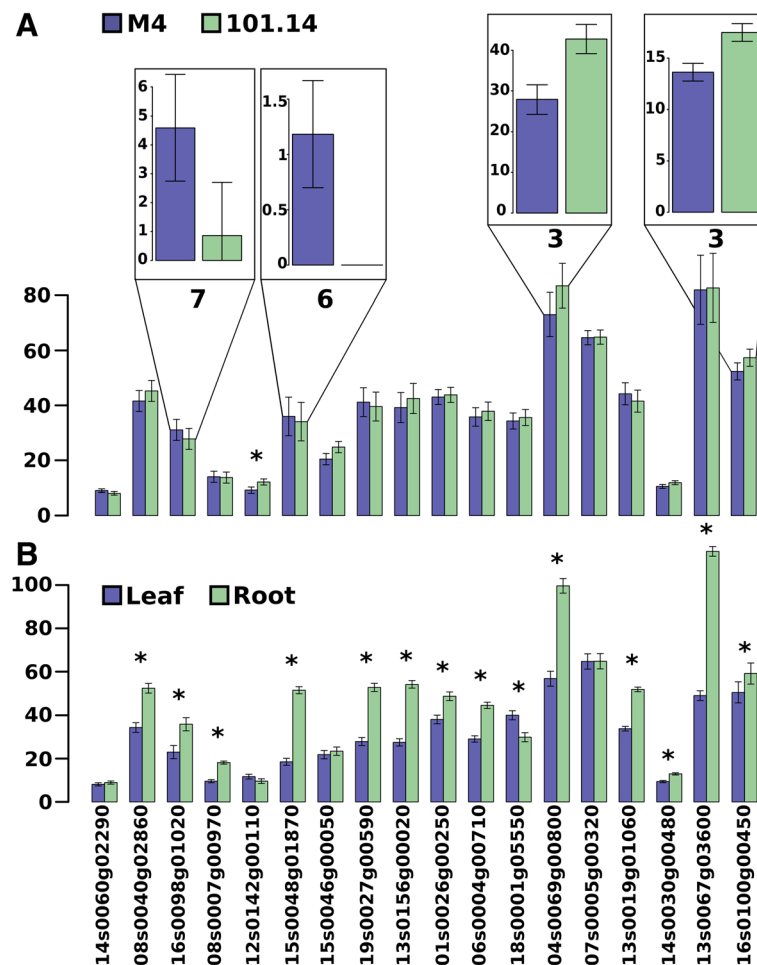 A M4 101.14
6 5 4 3 2 1 0
1.5 1 0.5 0
40 30 20 10 0
15 10 5 0
7 6 3 3
80
60
40
*
20
0
B
*
100
Leaf Root
*
80
* * * * * * * * * *
60
*
40
*
20
0
14s0060g02290
08s0040g02860
16s0098g01020
08s0007g00970
12s0142g00110
15s0048g01870
15s0046g00050
19s0027g00590
13s0156g00020
01s0026g00250
06s0004g00710
18s0001g05550
04s0069g00800
07s0005g00320
13s0019g01060
14s0030g00480
13s0067g03600
16s0100g00450